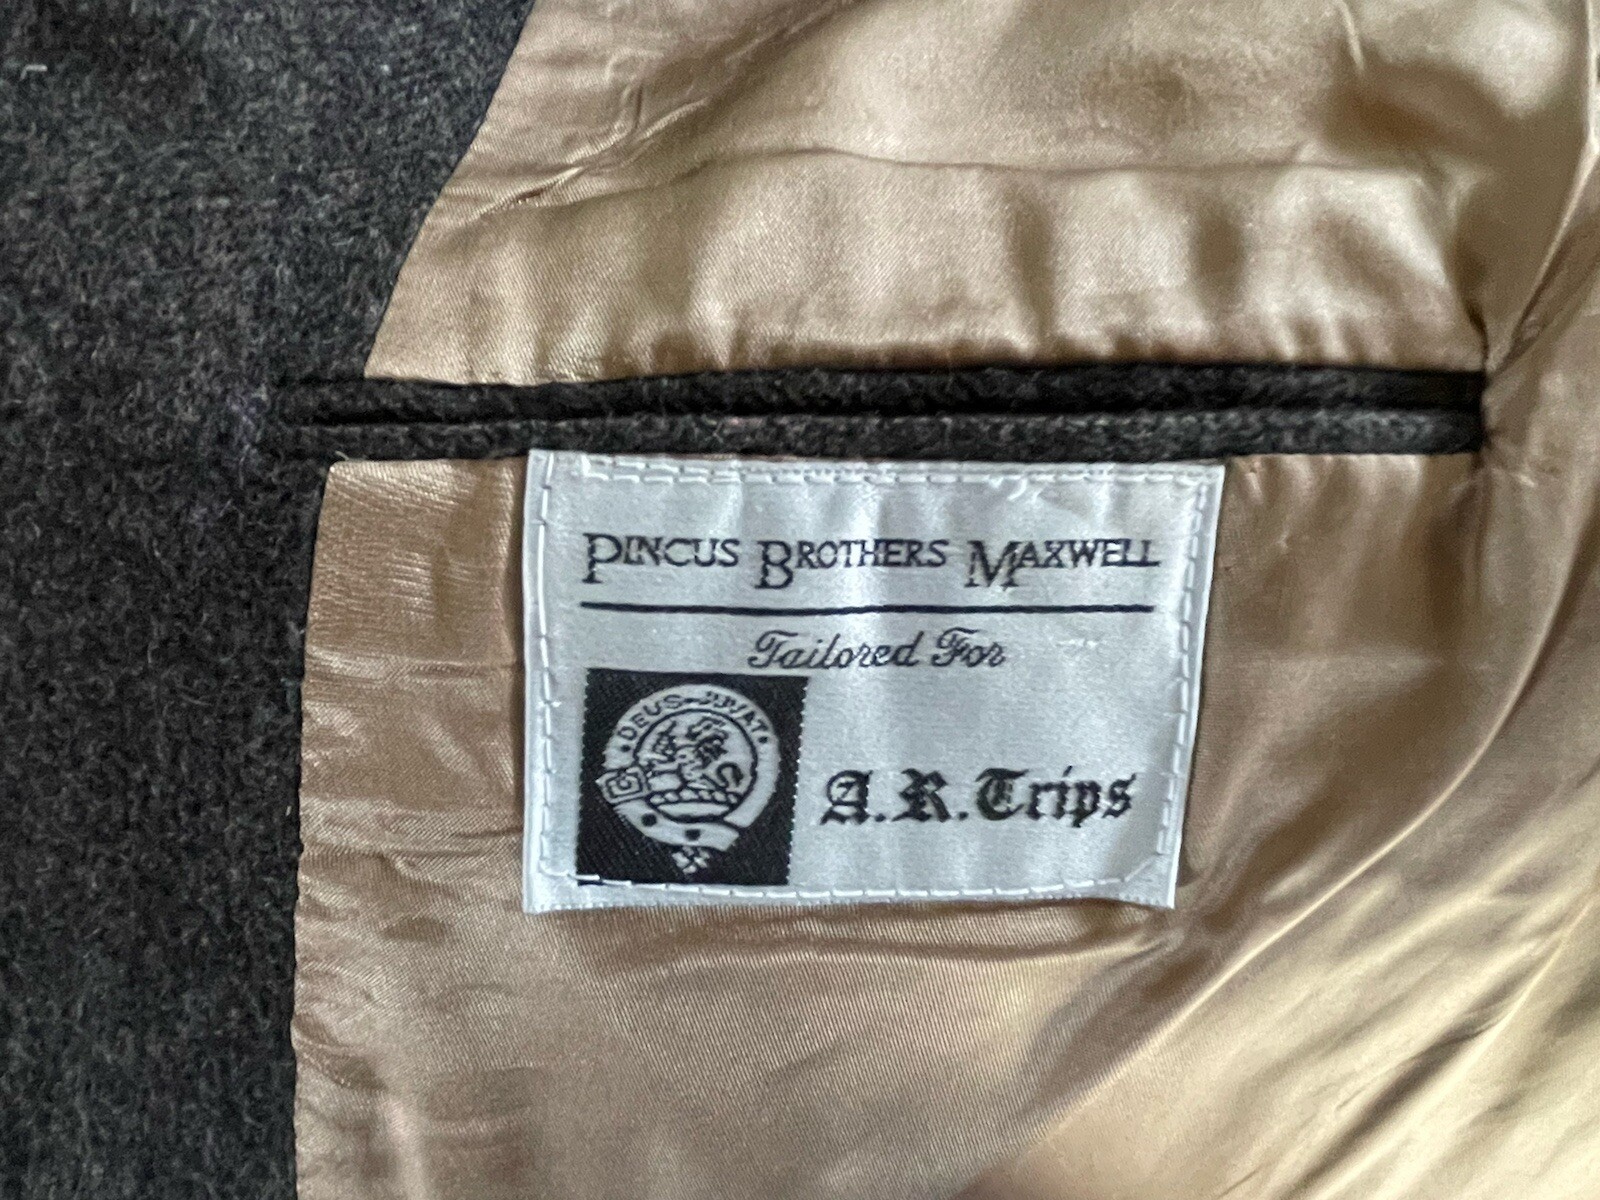 PINCUS BROTHERS MAXWELL
Tailored For
DEUS JUVAT
A.R.Trips